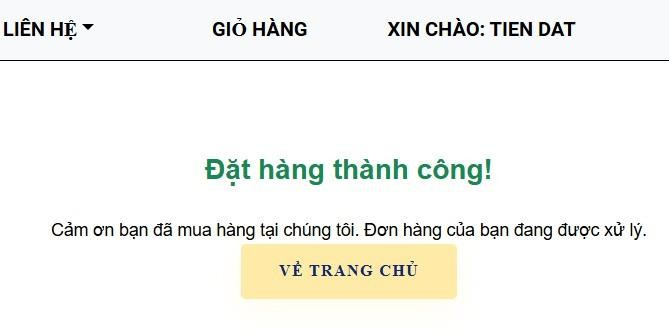 LIÊN HỆ GIỎ HÀNG XIN CHÀO: TIEN DAT
Đặt hàng thành công!
Cảm ơn bạn đã mua hàng tại chúng tôi. Đơn hàng của bạn đang được xử lý.
VỀ TRANG CHỦ